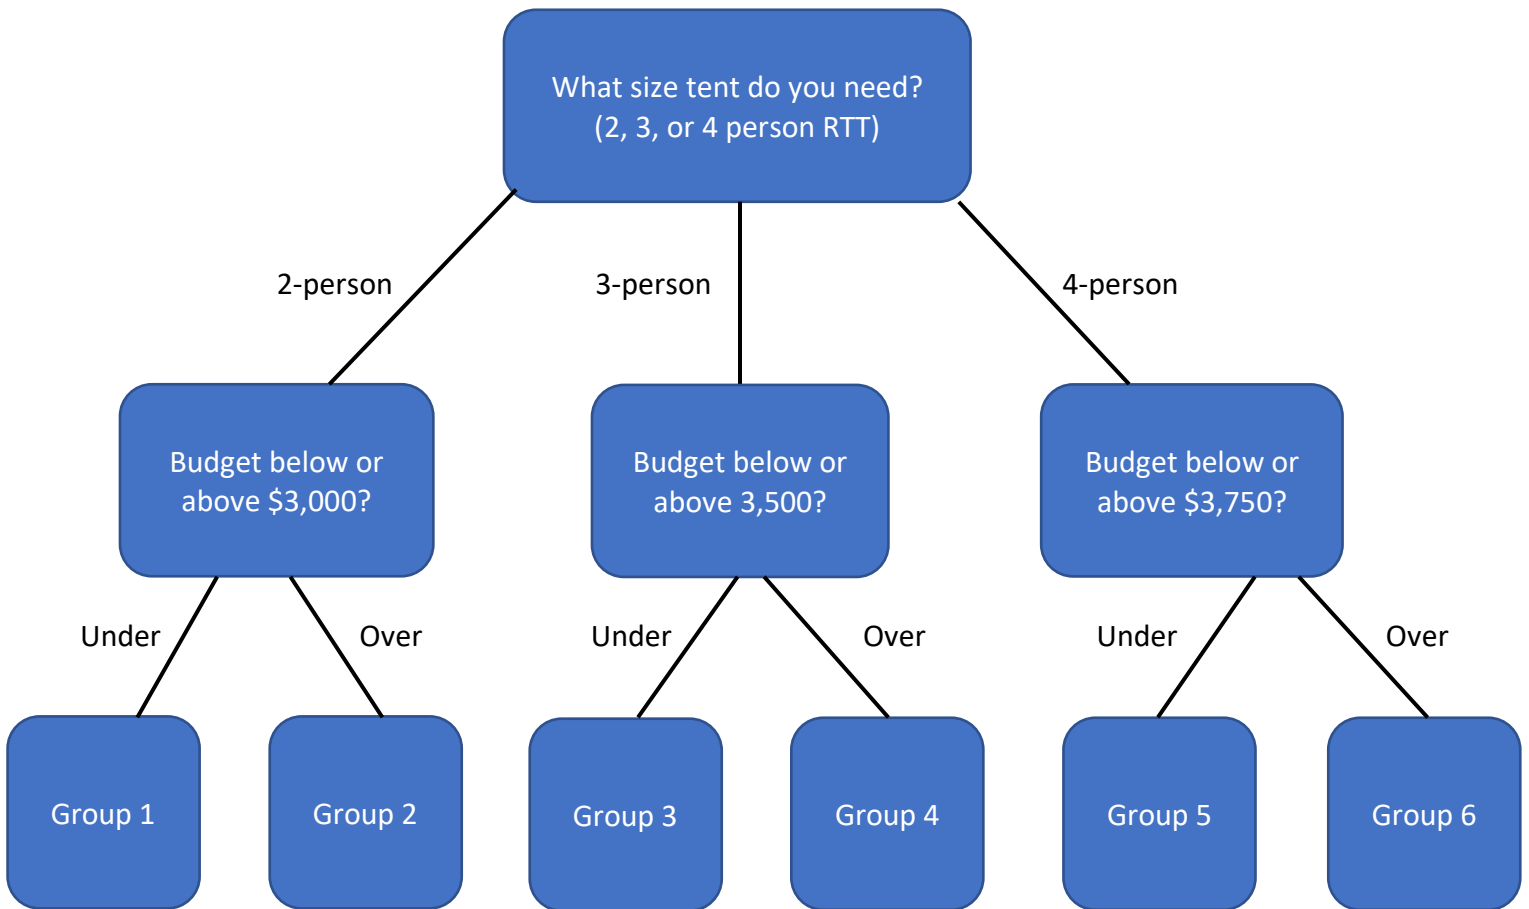 What size tent do you need?
(2, 3, or 4 person RTT)
2-person
3-person
4-person
Budget below or
above $3,000?
Budget below or
above 3,500?
Budget below or
above $3,750?
Under
Over
Under
Over
Under
Over
Group 1
Group 2
Group 3
Group 4
Group 5
Group 6